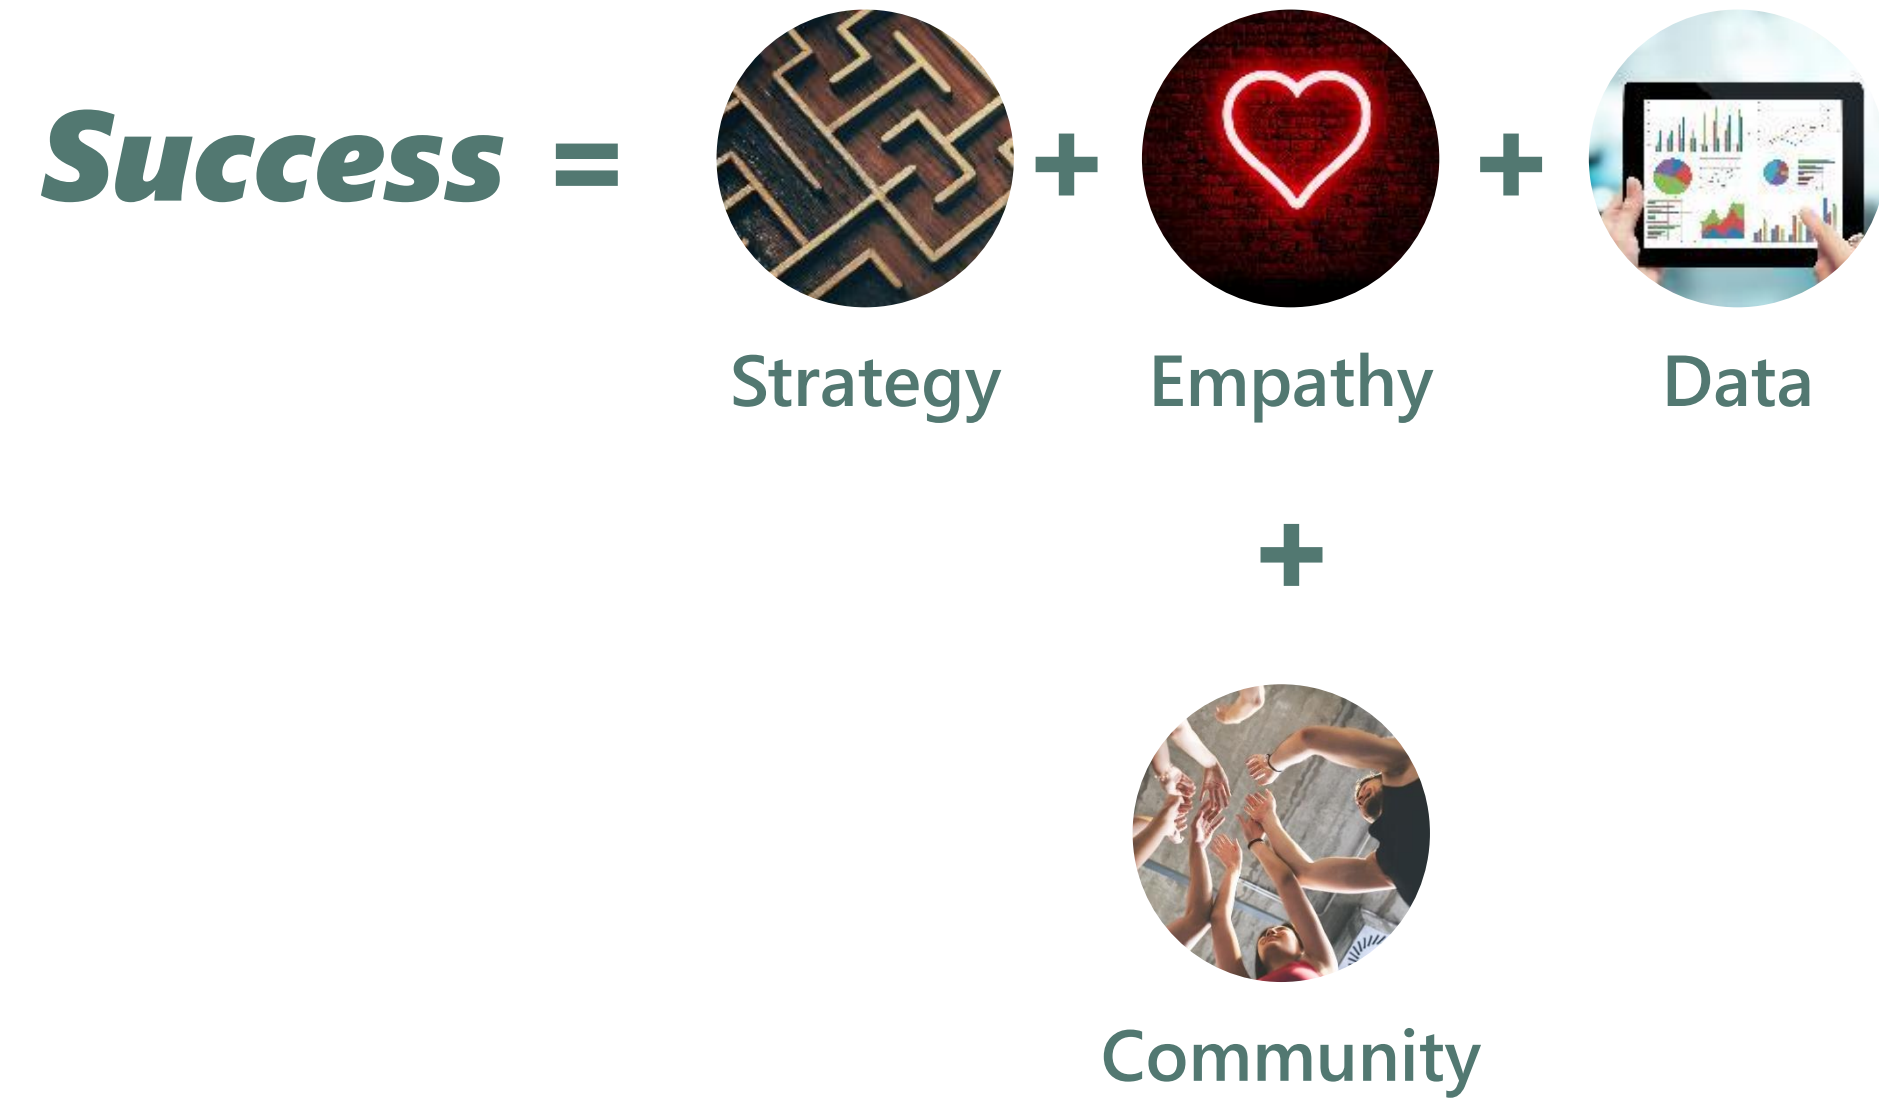 Success = + +
Strategy Empathy Data
+
Community